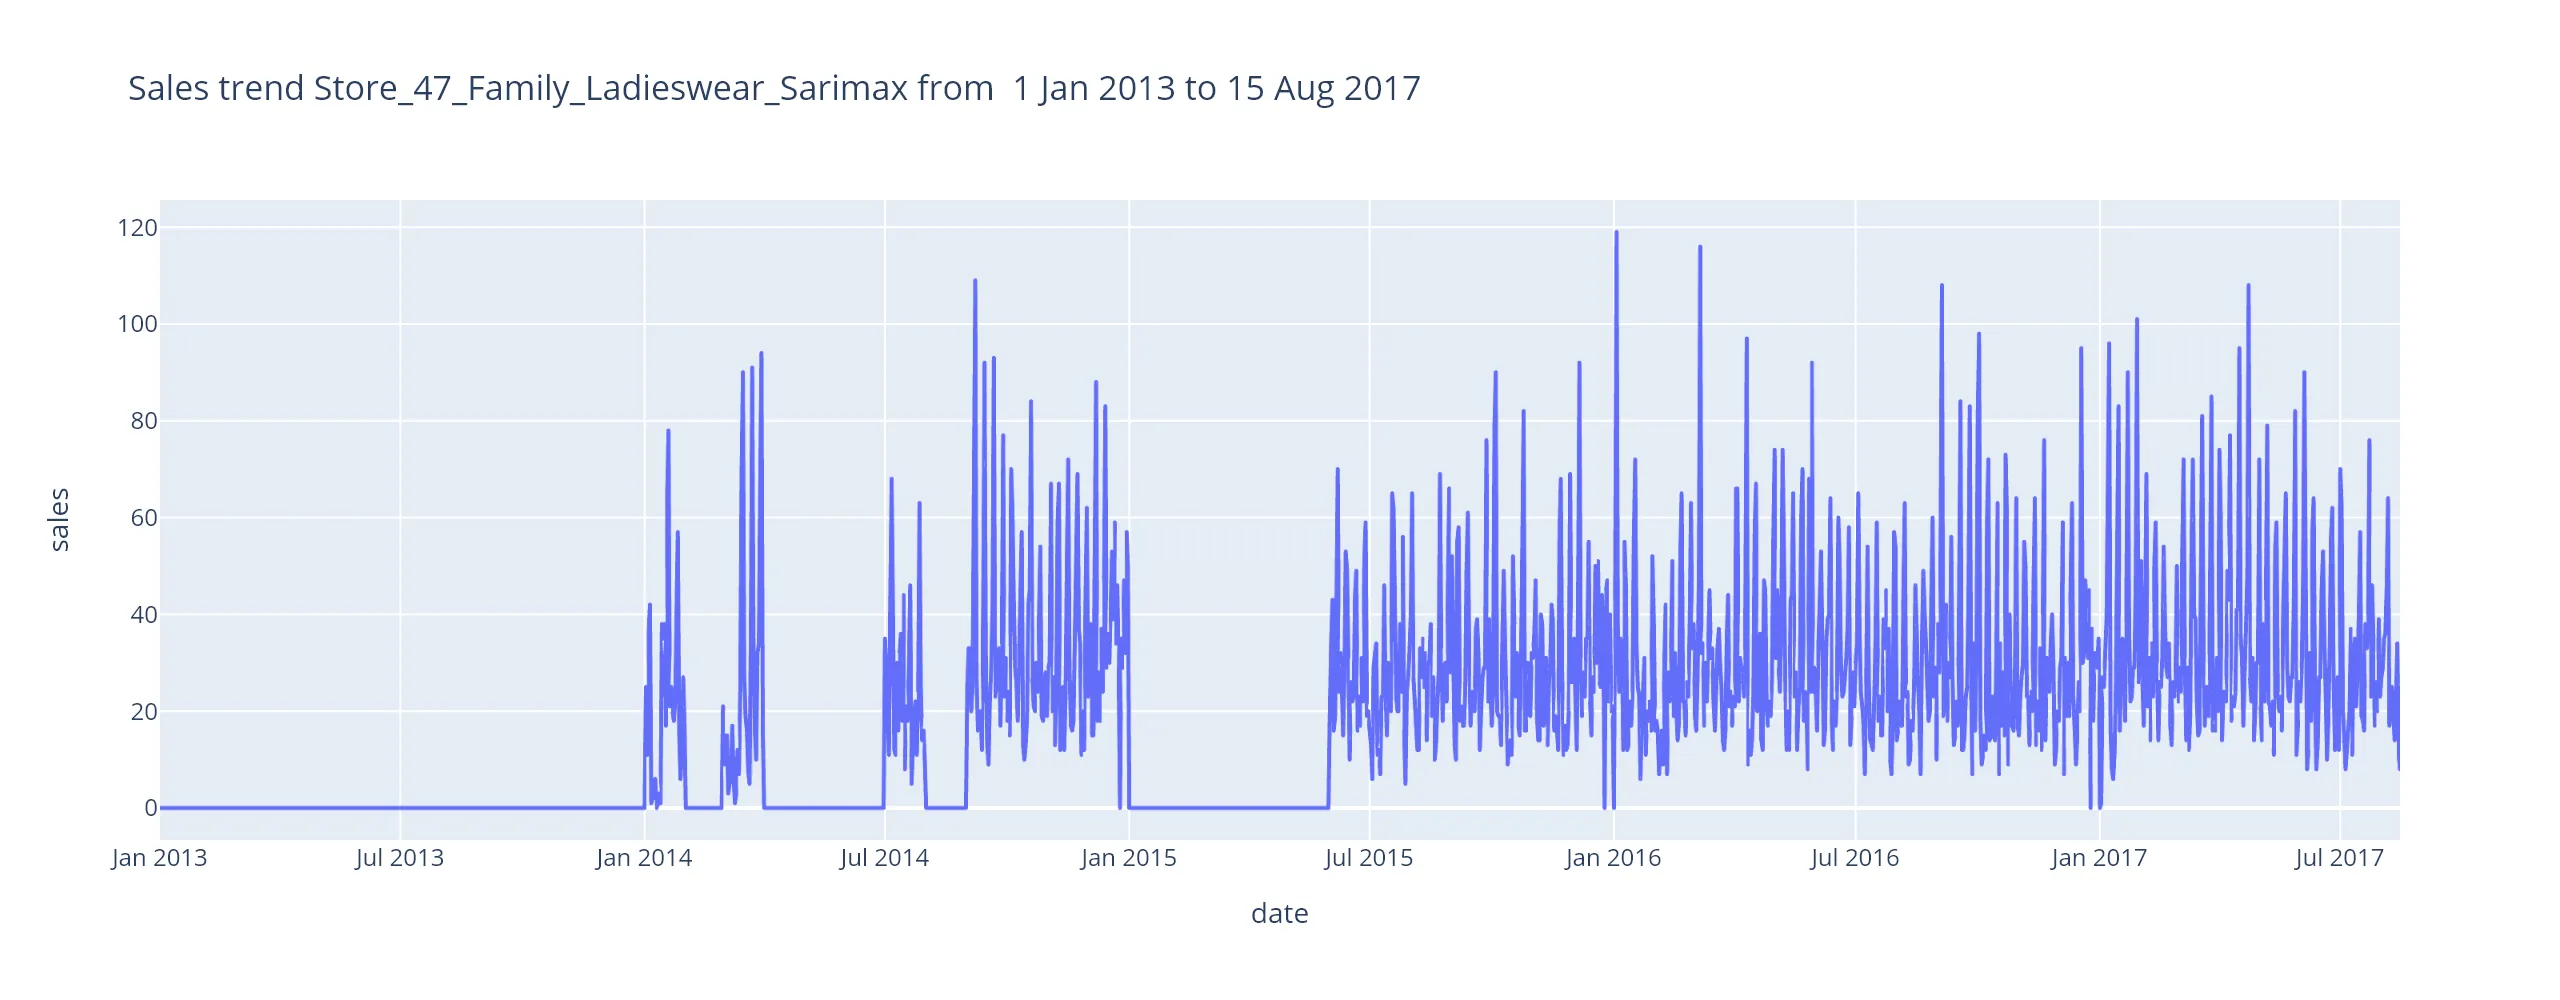 Sales trend Store_47_Family_Ladieswear_Sarimax from  1 Jan 2013 to 15 Aug 2017
120
100
80
60
40
20
0
sales
Jan 2013 Jul 2013 Jan 2014 Jul 2014 Jan 2015 Jul 2015 Jan 2016 Jul 2016 Jan 2017 Jul 2017
date